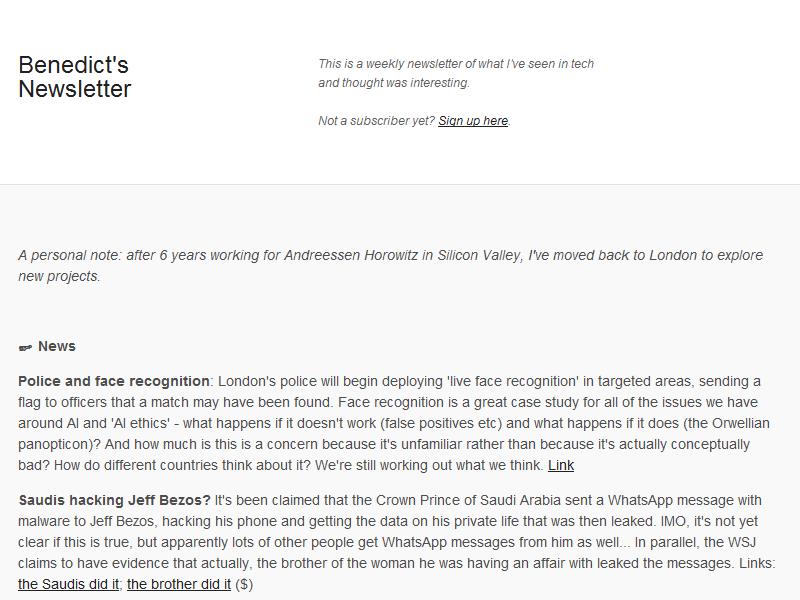 Benedict's
Newsletter
This is a weekly newsletter of what I've seen in tech
and thought was interesting.
Not a subscriber yet? Sign up here.
A personal note: after 6 years working for Andreessen Horowitz in Silicon Valley, I've moved back to London to explore
new projects.
News
Police and face recognition: London's police will begin deploying 'live face recognition' in targeted areas, sending a
flag to officers that a match may have been found. Face recognition is a great case study for all of the issues we have
around AI and 'AI ethics' - what happens if it doesn't work (false positives etc) and what happens if it does (the Orwellian
panopticon)? And how much is this is a concern because it's unfamiliar rather than because it's actually conceptually
bad? How do different countries think about it? We're still working out what we think. Link
Saudis hacking Jeff Bezos? It's been claimed that the Crown Prince of Saudi Arabia sent a WhatsApp message with
malware to Jeff Bezos, hacking his phone and getting the data on his private life that was then leaked. IMO, it's not yet
clear if this is true, but apparently lots of other people get WhatsApp messages from him as well... In parallel, the WSJ
claims to have evidence that actually, the brother of the woman he was having an affair with leaked the messages. Links:
the Saudis did it; the brother did it ($)